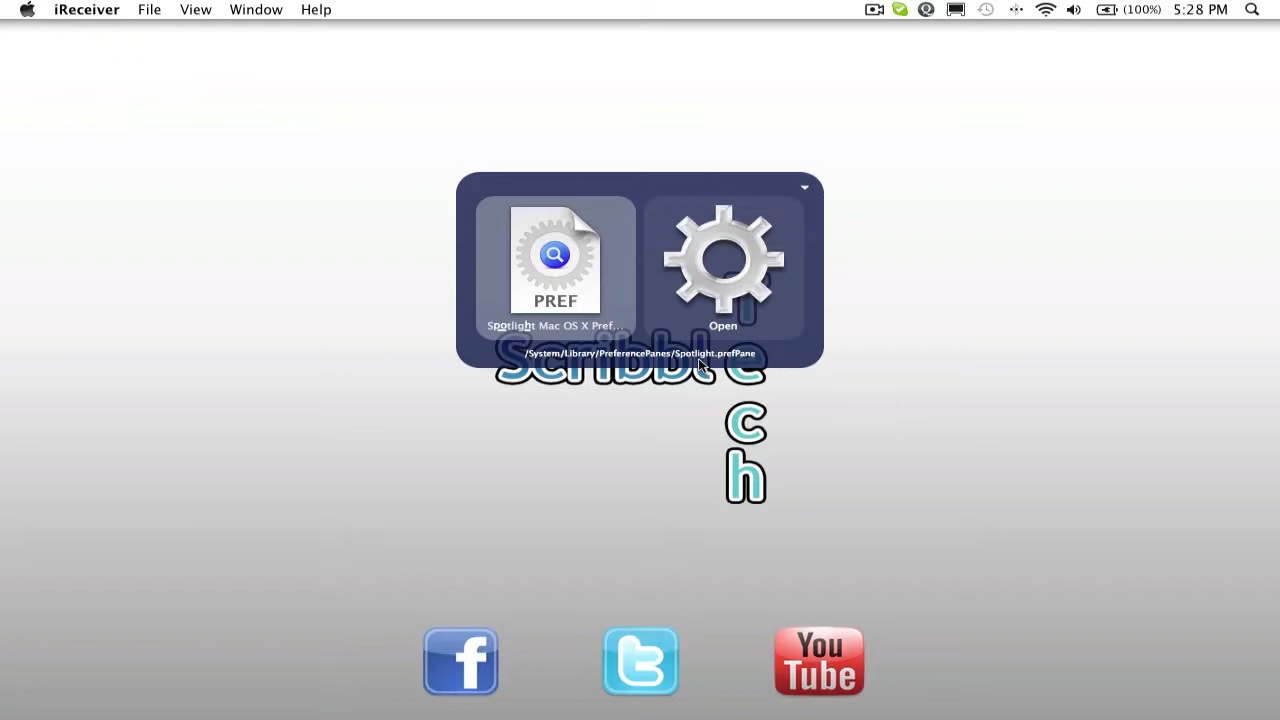 iReceiver File View Window Help (100%) 5:28 PM
PREF
Spotlight Mac OS X Pref... Open
/System/Library/PreferencePanes/Spotlight.prefPane
Scribble
T
e
c
h
f t You
Tube